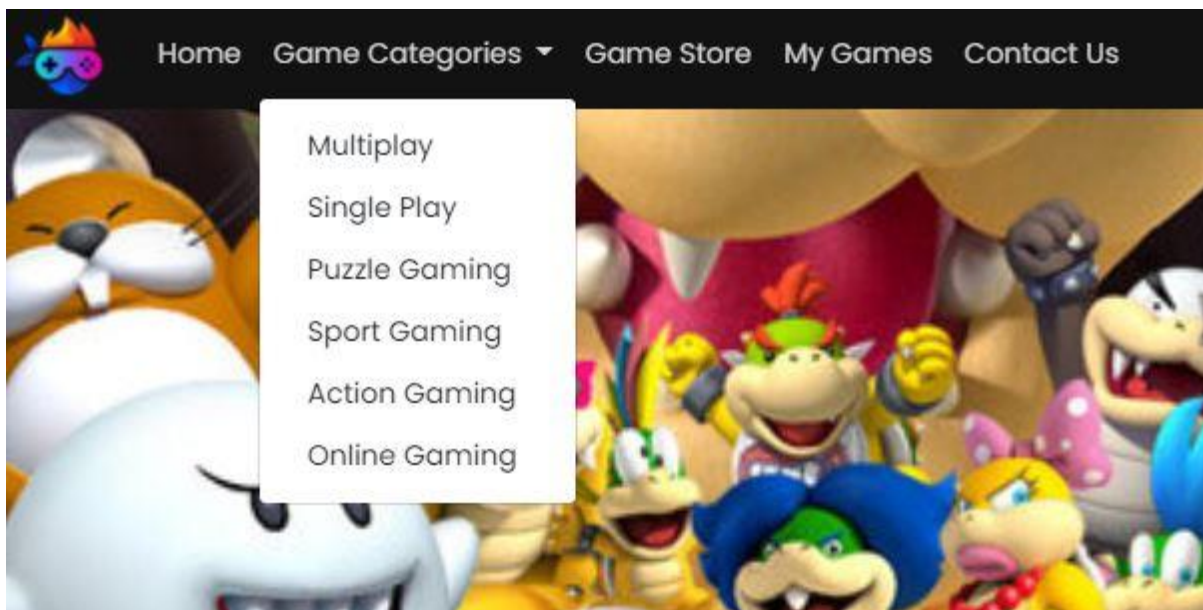 Home Game Categories Game Store My Games Contact Us
Multiplay
Single Play
Puzzle Gaming
Sport Gaming
Action Gaming
Online Gaming